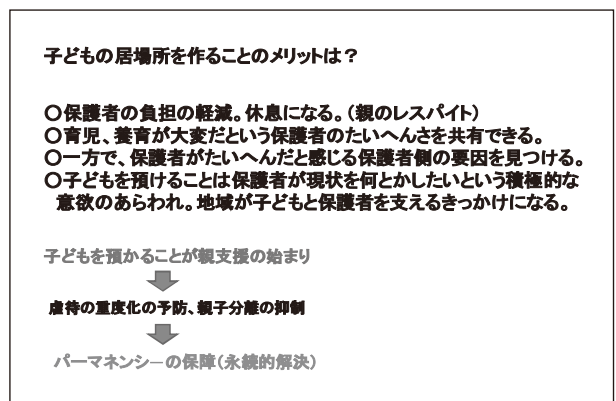 子どもの居場所を作ることのメリットは？
○保護者の負担の軽減。休息になる。（親のレスパイト）
○育児、養育が大変だという保護者のたいへんさを共有できる。
○一方で、保護者がたいへんだと感じる保護者側の要因を見つける。
○子どもを預けることは保護者が現状を何とかしたいという積極的な
意欲のあらわれ。地域が子どもと保護者を支えるきっかけになる。
子どもを預かることが親支援の始まり
虐待の重度化の予防、親子分離の抑制
パーマネンシーの保障（永続的解決）